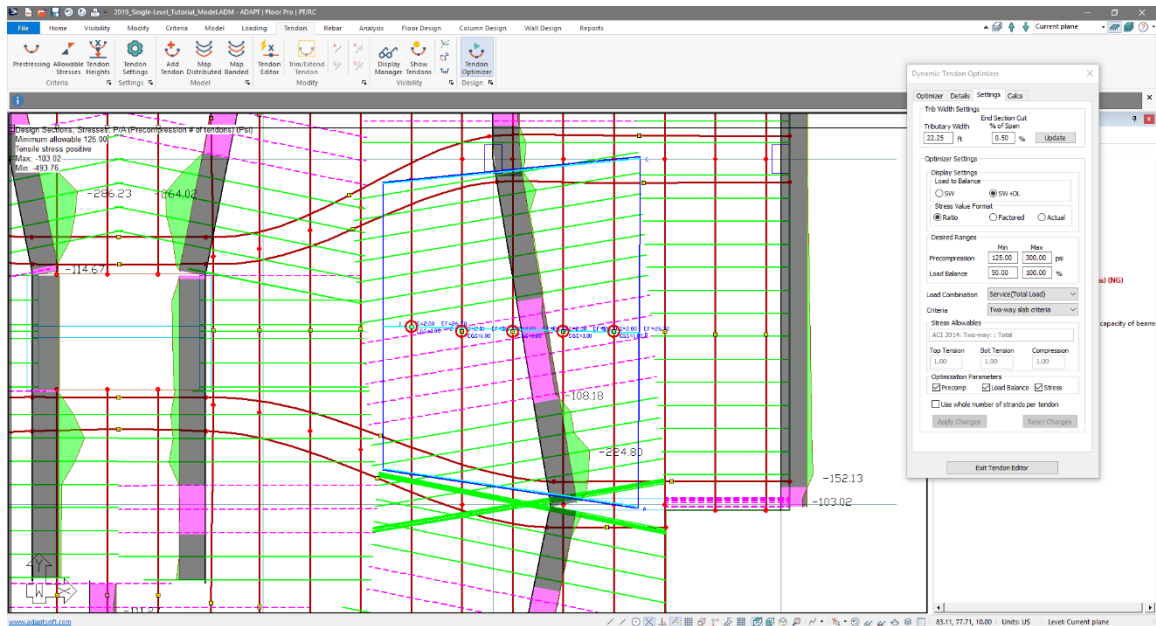 2019_Single-Level_Tutorial_Model.ADM - ADAPT | Floor Pro | PT/RC
File Home Visibility Modify Criteria Model Loading Tendon Rebar Analysis Floor Design Column Design Wall Design Reports Current plane
Prestressing Allowable Stresses Tendon Heights Tendon Settings Add Tendon Map Distributed Map Banded Tendon Editor Trim/Extend Tendon Display Manager Show Tendons Tendon Optimizer
Criteria Settings Model Modify Visibility Design
Design Sections, Stresses, P/A (Precompression # of tendons) (Psi)
Minimum allowable 125.00
Tensile stress positive
Max: -103.02
Min: -493.76
-286.23
-264.02
-114.67
-108.18
-224.80
-152.13
-103.02
Dynamic Tendon Optimizer
Optimizer Details Settings Calcs
Trib Width Settings
Tributary Width
End Section Cut
% of Span
22.25 ft 0.50 % Update
Optimizer Settings
Display Settings
Load to Balance
SW SW+DL
Stress Value Format
Ratio Factored Actual
Desired Ranges
Min Max
Precompression 125.00 300.00 psi
Load Balance 50.00 100.00 %
Load Combination Service(Total Load)
Criteria Two-way slab criteria
Stress Allowables
ACI 2014: Two-way: : Total
Top Tension Bot Tension Compression
1.00 1.00 1.00
Optimization Parameters
Precomp Load Balance Stress
Use whole number of strands per tendon
Apply Changes Reset Changes
Exit Tendon Editor
s) (NG)
capacity of beams
Y
X
www.adaptsoft.com
83.11, 77.71, 10.00 Units: US Level: Current plane